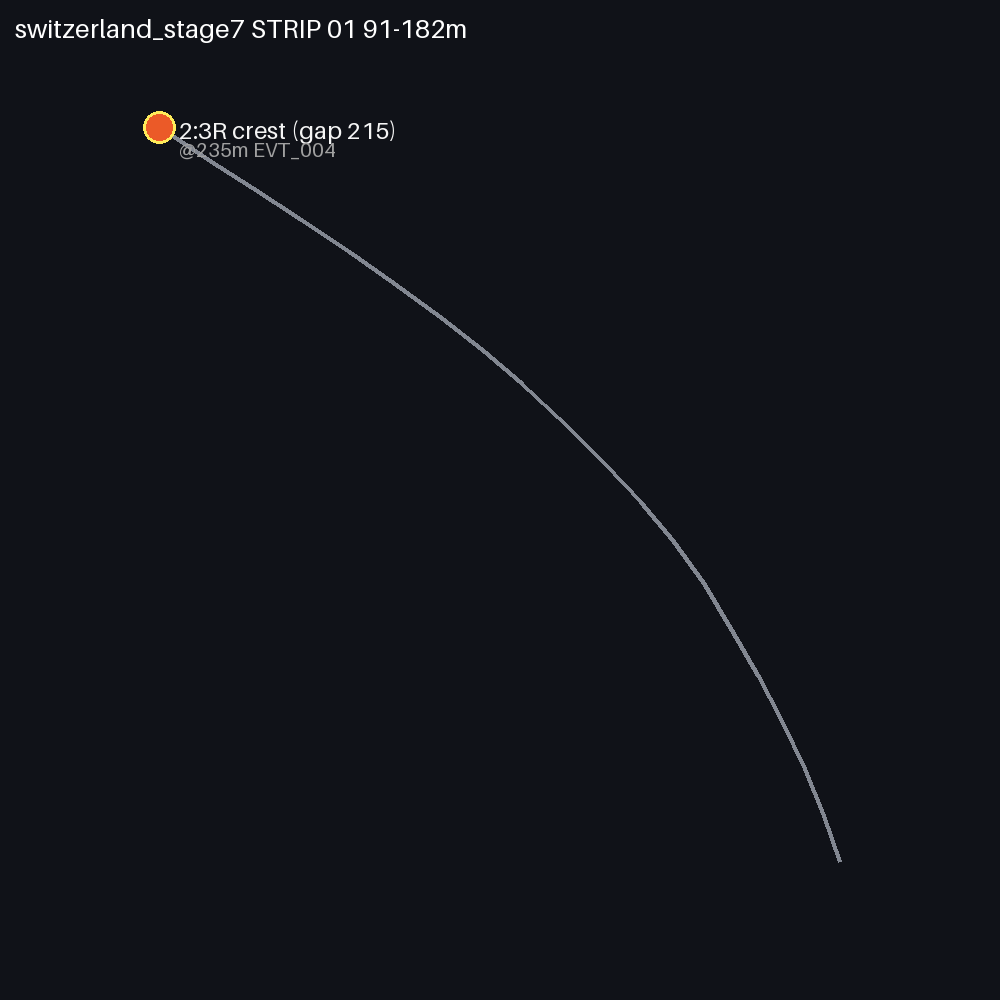 switzerland_stage7 STRIP 01 91-182m
2:3R crest (gap 215)
@235m EVT_004